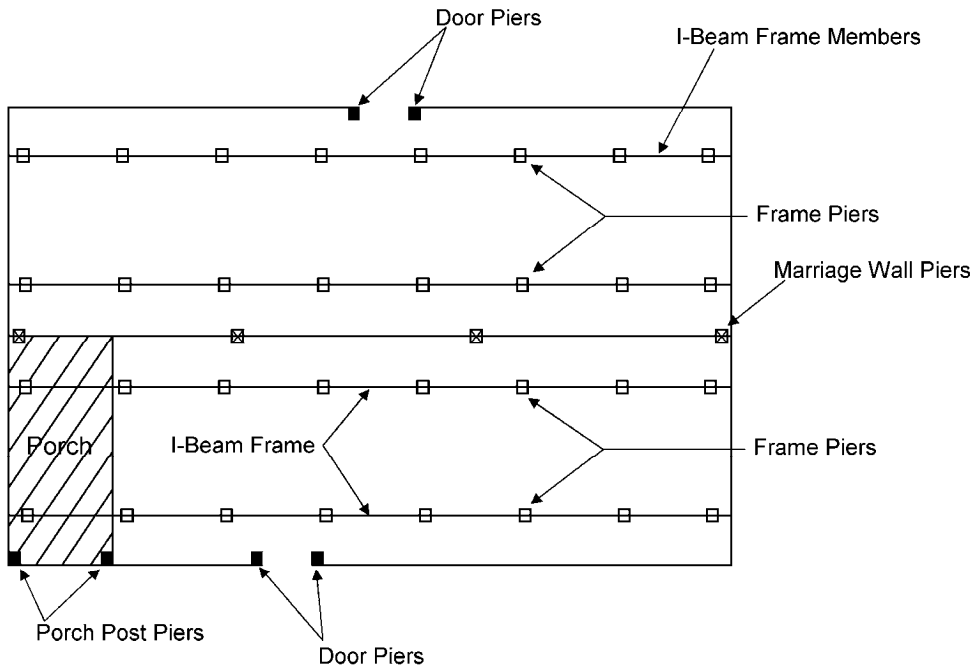 Door Piers
I-Beam Frame Members
Frame Piers
Marriage Wall Piers
Porch
I-Beam Frame
Frame Piers
Porch Post Piers
Door Piers